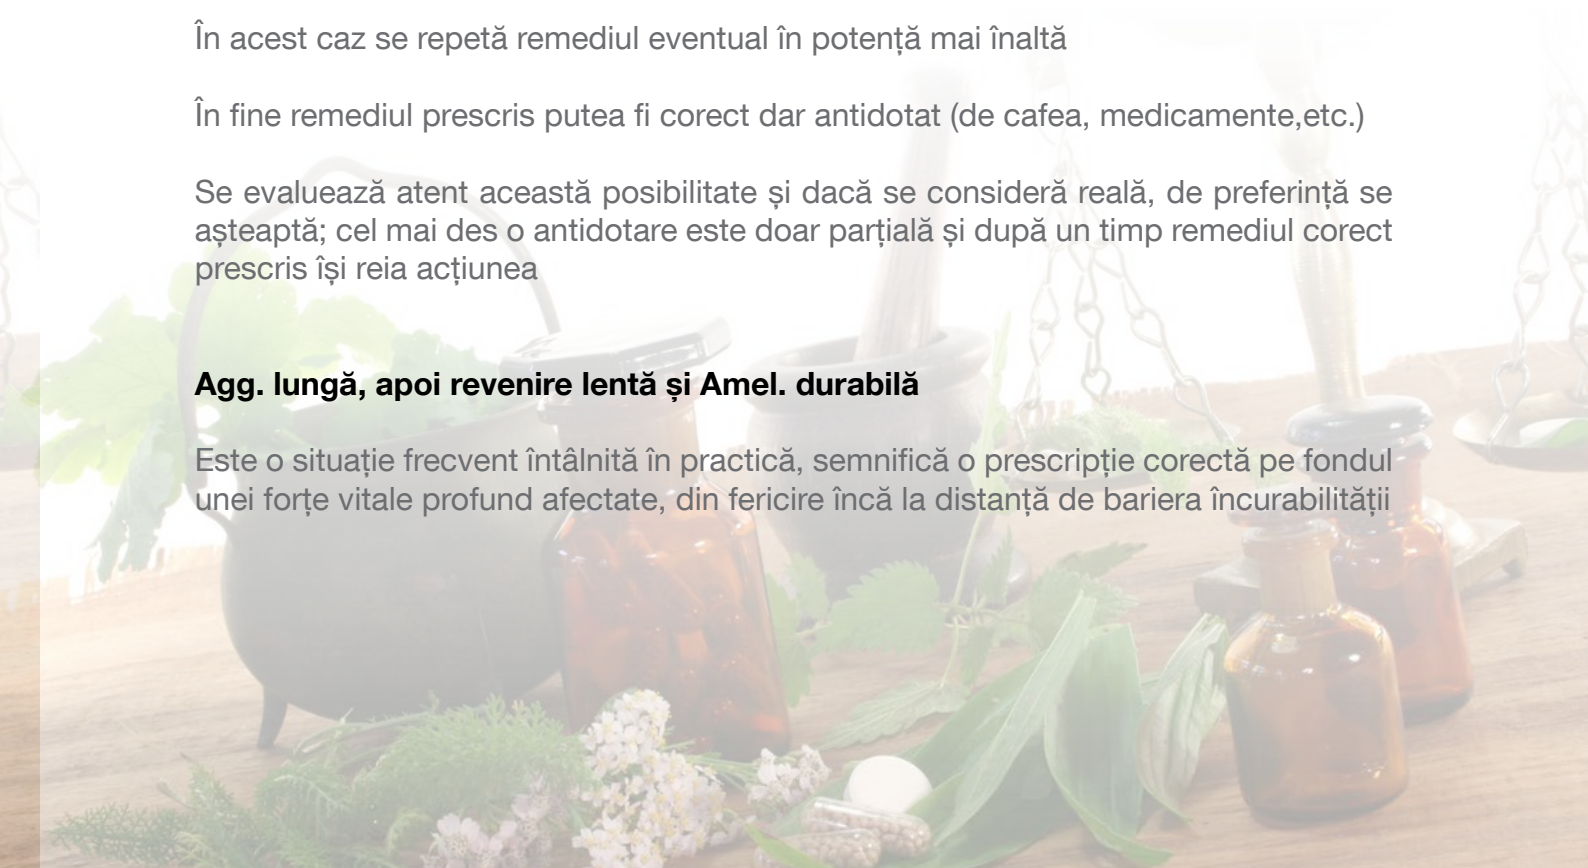 În acest caz se repetă remediul eventual în potență mai înaltă
În fine remediul prescris putea fi corect dar antidotat (de cafea, medicamente,etc.)
Se evaluează atent această posibilitate și dacă se consideră reală, de preferință se
așteaptă; cel mai des o antidotare este doar parțială și după un timp remediul corect
prescris își reia acțiunea
Agg. lungă, apoi revenire lentă și Amel. durabilă
Este o situație frecvent întâlnită în practică, semnifică o prescripție corectă pe fondul
unei forțe vitale profund afectate, din fericire încă la distanță de bariera încurabilității